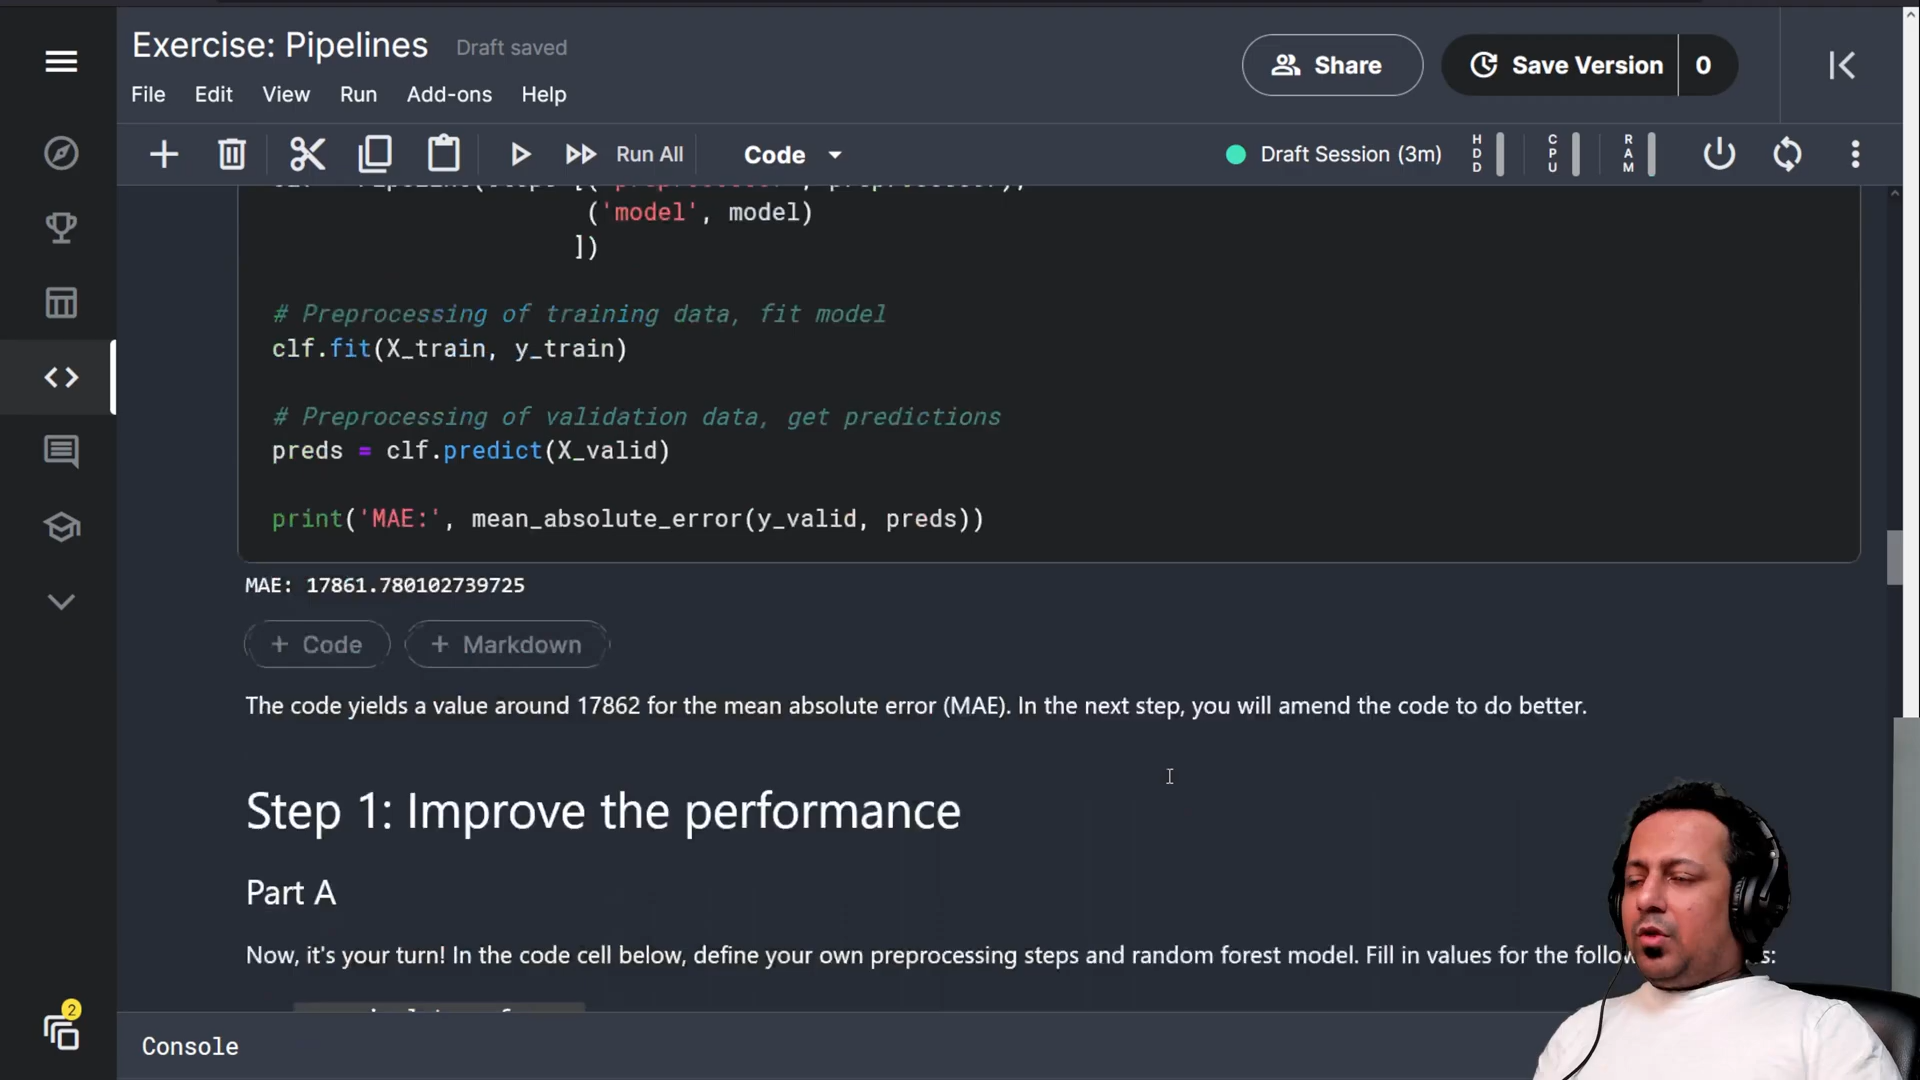 Exercise: Pipelines Draft saved
Share
Save Version 0
File Edit View Run Add-ons Help
Run All
Code
Draft Session (3m)
HDD
CPU
RAM
('model', model)
])
# Preprocessing of training data, fit model
clf.fit(X_train, y_train)
# Preprocessing of validation data, get predictions
preds = clf.predict(X_valid)
print('MAE:', mean_absolute_error(y_valid, preds))
MAE: 17861.780102739725
+ Code + Markdown
The code yields a value around 17862 for the mean absolute error (MAE). In the next step, you will amend the code to do better.
Step 1: Improve the performance
Part A
Now, it's your turn! In the code cell below, define your own preprocessing steps and random forest model. Fill in values for the
2
Console